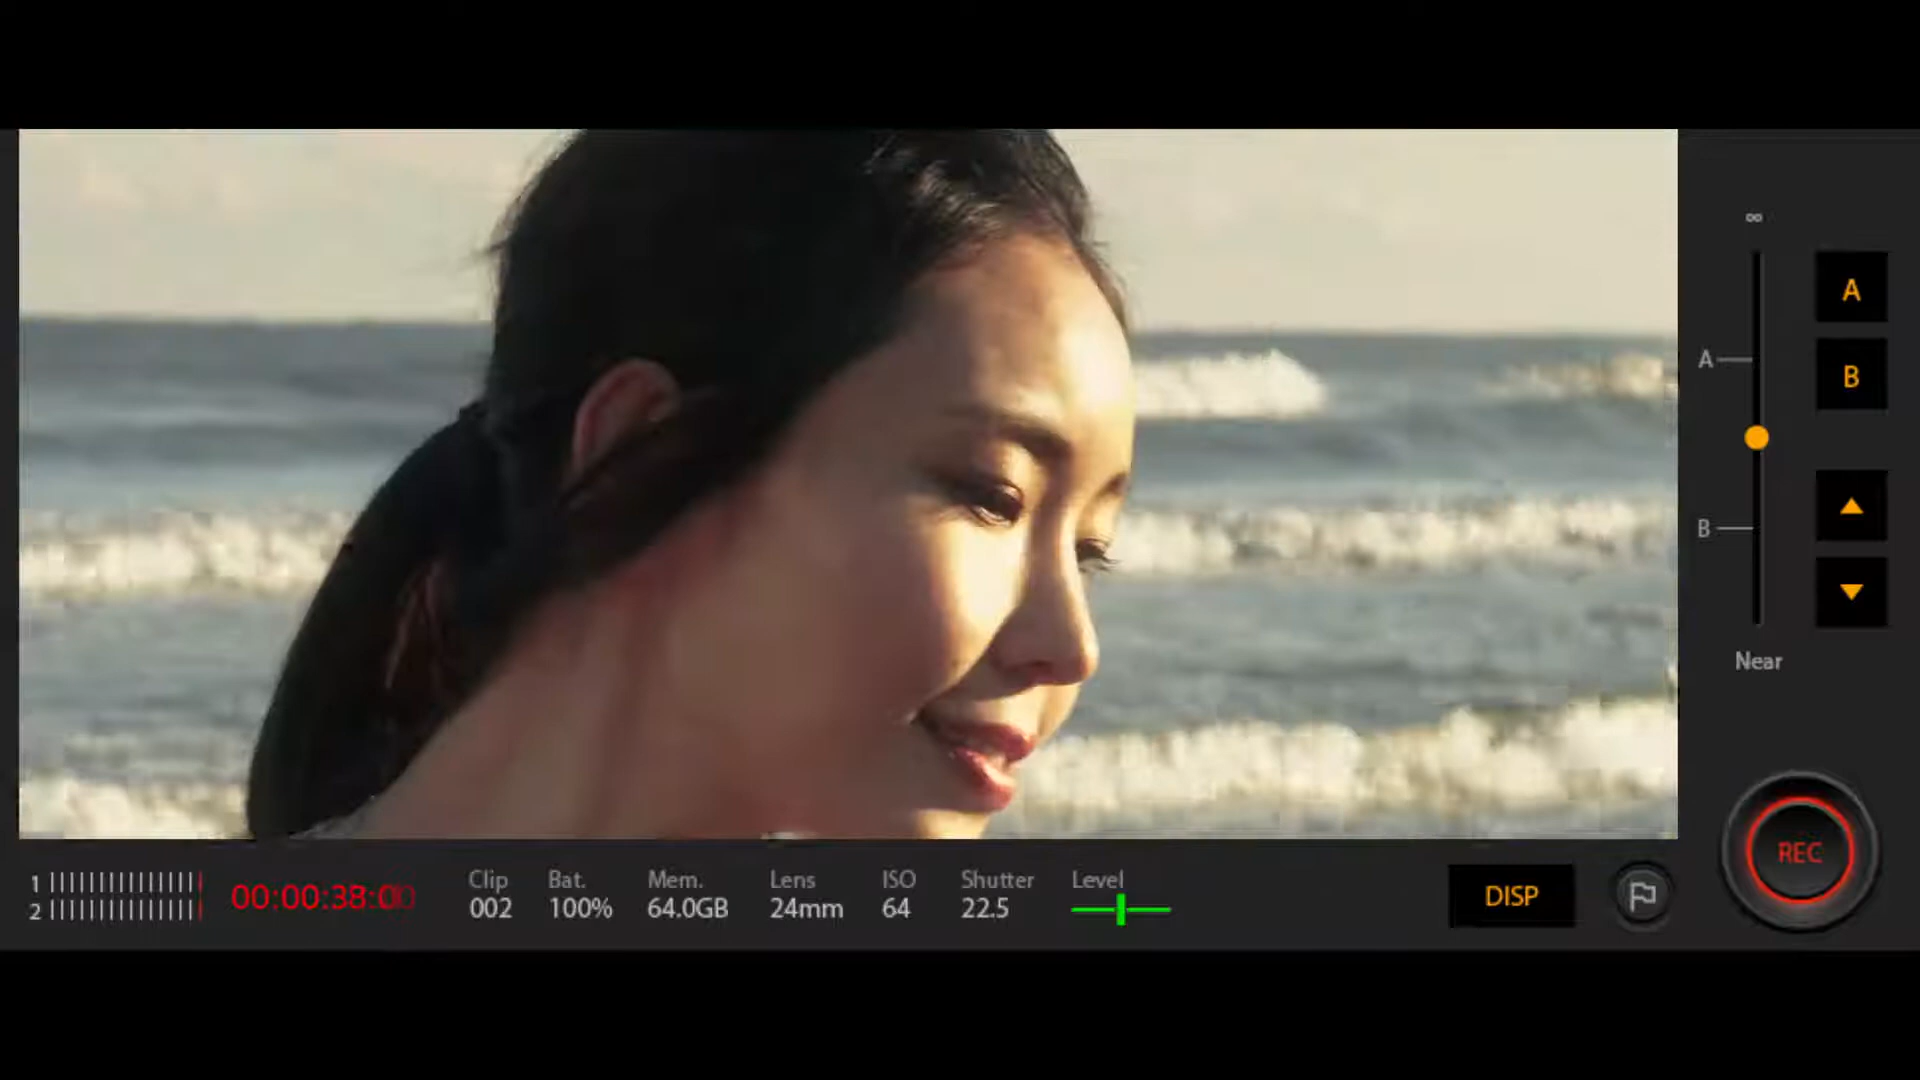 ∞
A
A
B
B
Near
REC
1
2
00:00:38:00
Clip Bat. Mem. Lens ISO Shutter Level
002 100% 64.0GB 24mm 64 22.5
DISP